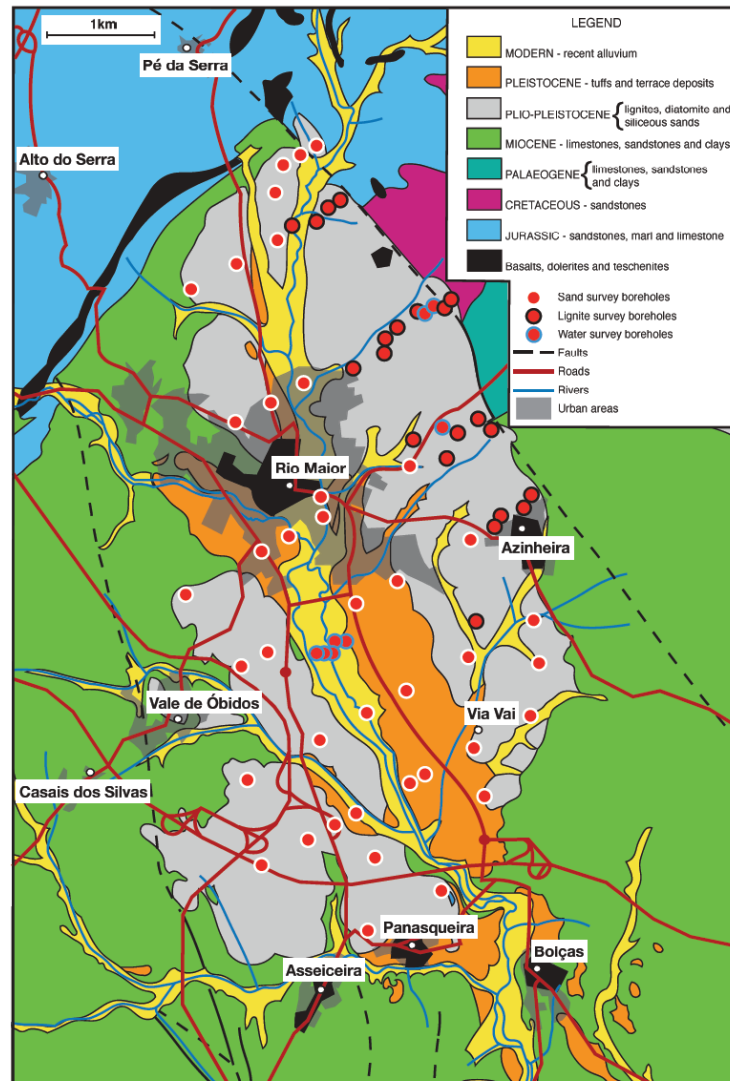 1km
Pé da Serra
Alto do Serra
Rio Maior
Azinheira
Vale de Óbidos
Via Vai
Casais dos Silvas
Panasqueira
Asseiceira
Bolças
LEGEND
MODERN - recent alluvium
PLEISTOCENE - tuffs and terrace deposits
PLIO-PLEISTOCENE { lignites, diatomite and
siliceous sands
MIOCENE - limestones, sandstones and clays
PALAEOGENE { limestones, sandstones
and clays
CRETACEOUS - sandstones
JURASSIC - sandstones, marl and limestone
Basalts, dolerites and teschenites
Sand survey boreholes
Lignite survey boreholes
Water survey boreholes
Faults
Roads
Rivers
Urban areas